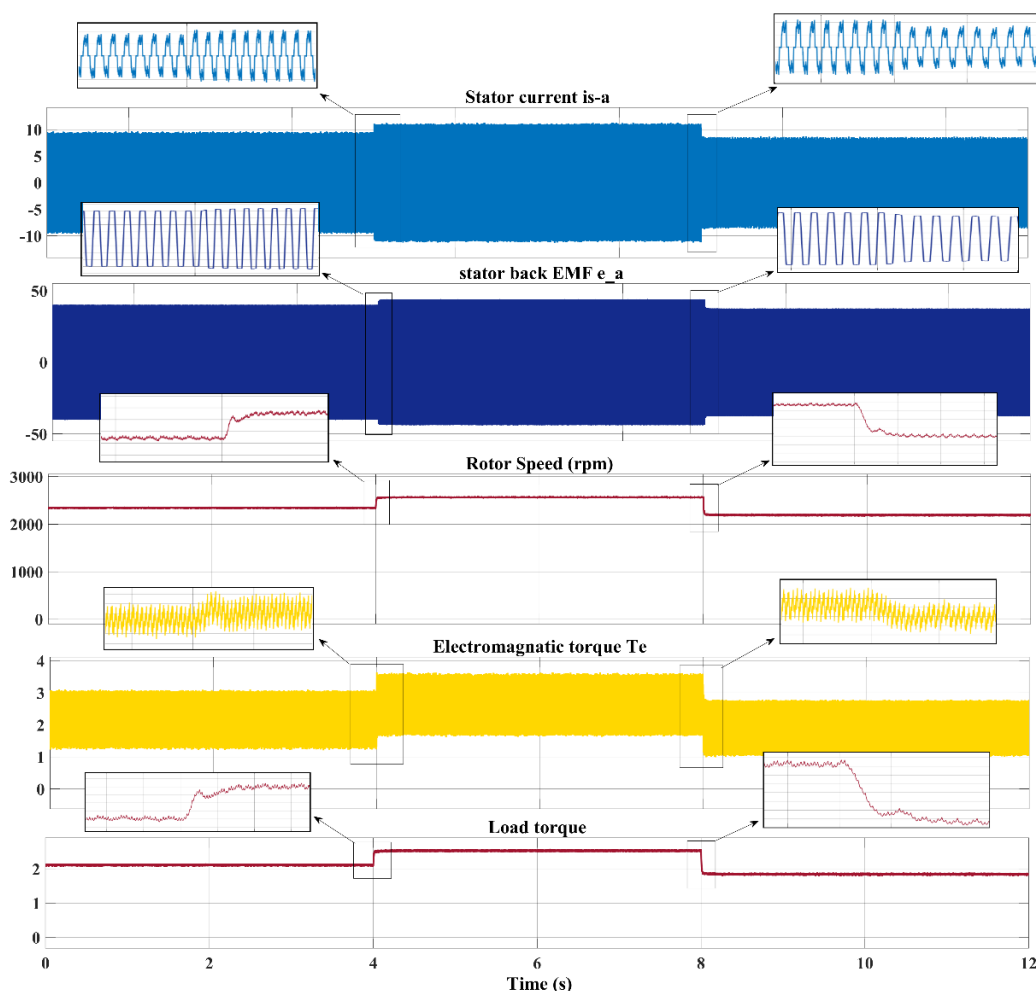 Stator current is-a
10
5
0
-5
-10
stator back EMF e_a
50
0
-50
Rotor Speed (rpm)
3000
2000
1000
0
Electromagnetic torque Te
4
3
2
1
0
Load torque
2
1
0
0 2 4 6 8 10 12
Time (s)